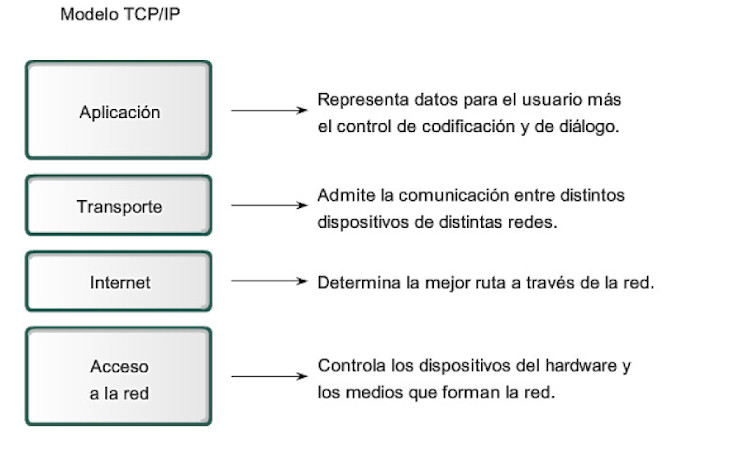 Modelo TCP/IP
Aplicación
Representa datos para el usuario más
el control de codificación y de diálogo.
Transporte
Admite la comunicación entre distintos
dispositivos de distintas redes.
Internet
Determina la mejor ruta a través de la red.
Acceso
a la red
Controla los dispositivos del hardware y
los medios que forman la red.